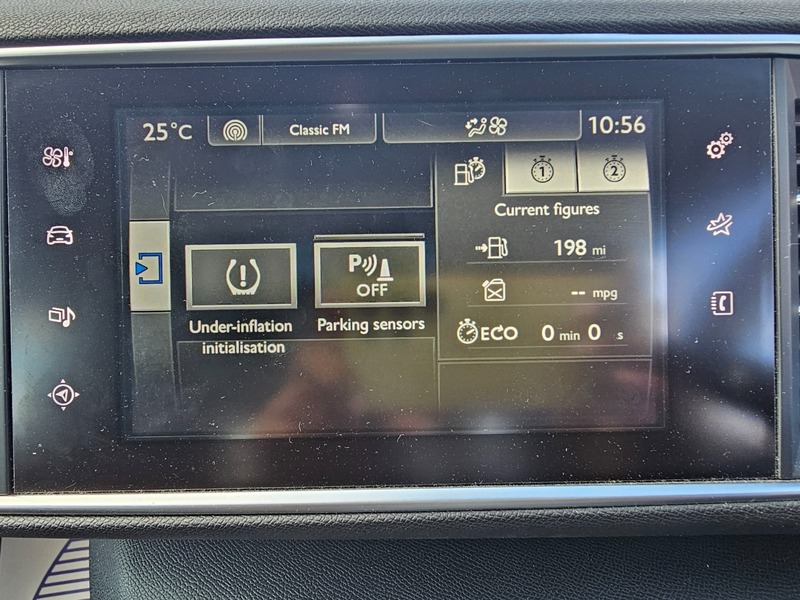 25°C
Classic FM
10:56
1
2
Current figures
198 mi
-- mpg
P
OFF
Under-inflation
initialisation
Parking sensors
ECO 0 min 0 s